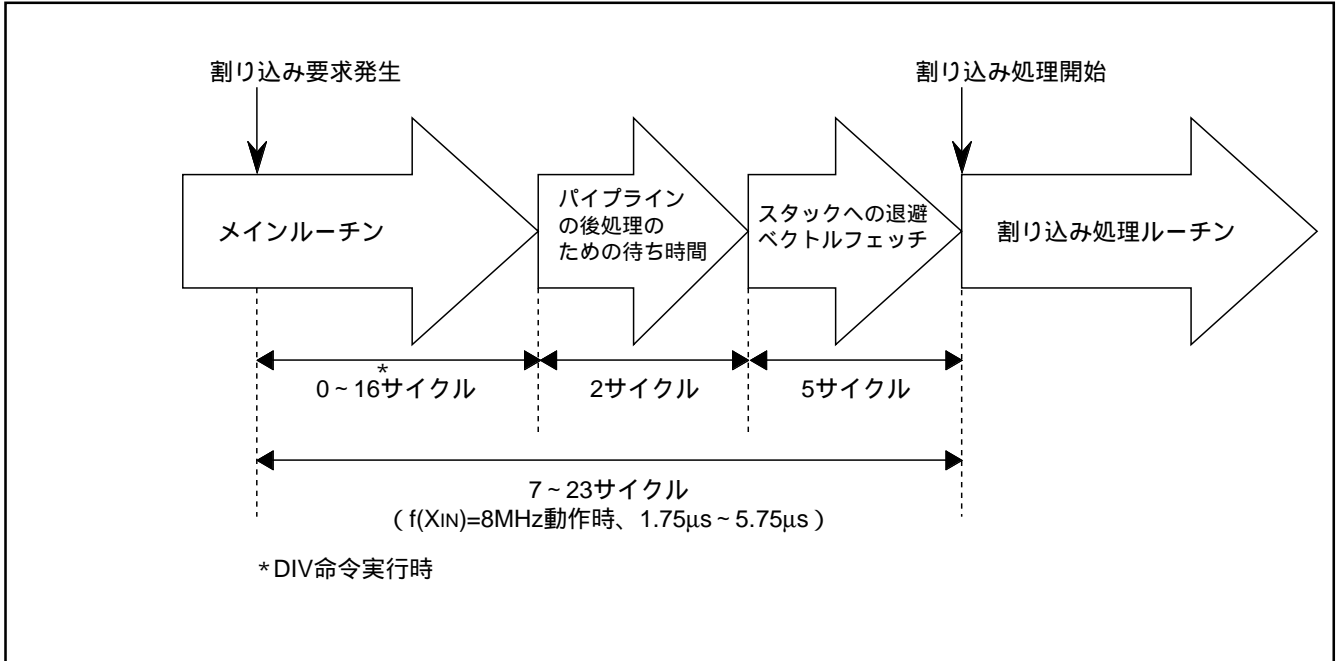 割り込み要求発生
割り込み処理開始
メインルーチン
パイプライン
の後処理の
ための待ち時間
スタックへの退避
ベクトルフェッチ
割り込み処理ルーチン
*
0~16サイクル
2サイクル
5サイクル
7~23サイクル
(f(XIN)=8MHz動作時、1.75μs~5.75μs)
*DIV命令実行時